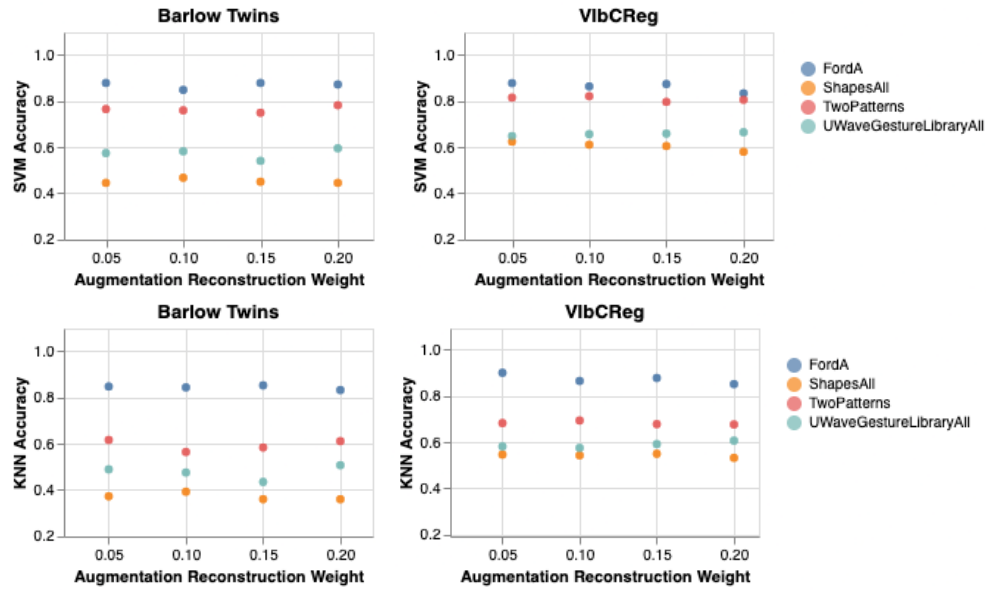 Barlow Twins
1.0
0.8
0.6
0.4
0.2
SVM Accuracy
0.05 0.10 0.15 0.20
Augmentation Reconstruction Weight
VIbCReg
1.0
0.8
0.6
0.4
0.2
SVM Accuracy
0.05 0.10 0.15 0.20
Augmentation Reconstruction Weight
FordA
ShapesAll
TwoPatterns
UWaveGestureLibraryAll
Barlow Twins
1.0
0.8
0.6
0.4
0.2
KNN Accuracy
0.05 0.10 0.15 0.20
Augmentation Reconstruction Weight
VIbCReg
1.0
0.8
0.6
0.4
0.2
KNN Accuracy
0.05 0.10 0.15 0.20
Augmentation Reconstruction Weight
FordA
ShapesAll
TwoPatterns
UWaveGestureLibraryAll